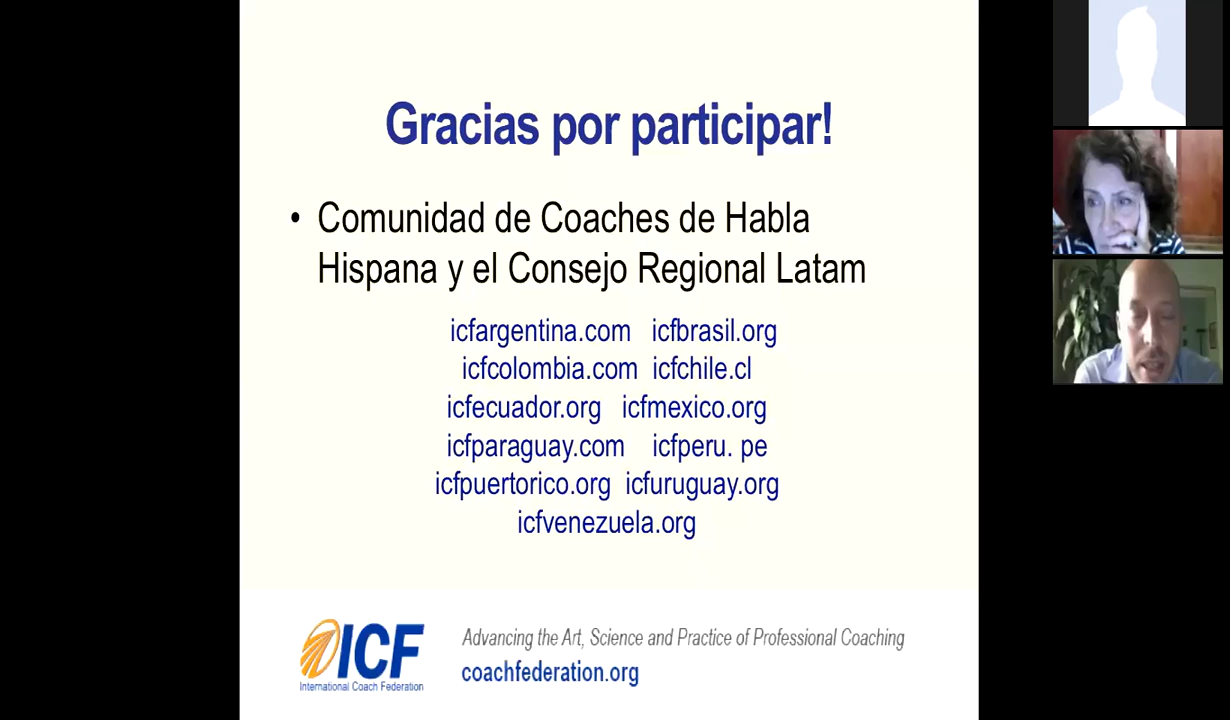 Gracias por participar!
• Comunidad de Coaches de Habla
Hispana y el Consejo Regional Latam
icfargentina.com icfbrasil.org
icfcolombia.com icfchile.cl
icfecuador.org icfmexico.org
icfparaguay.com icfperu. pe
icfpuertorico.org icfuruguay.org
icfvenezuela.org
ICF
International Coach Federation
Advancing the Art, Science and Practice of Professional Coaching
coachfederation.org